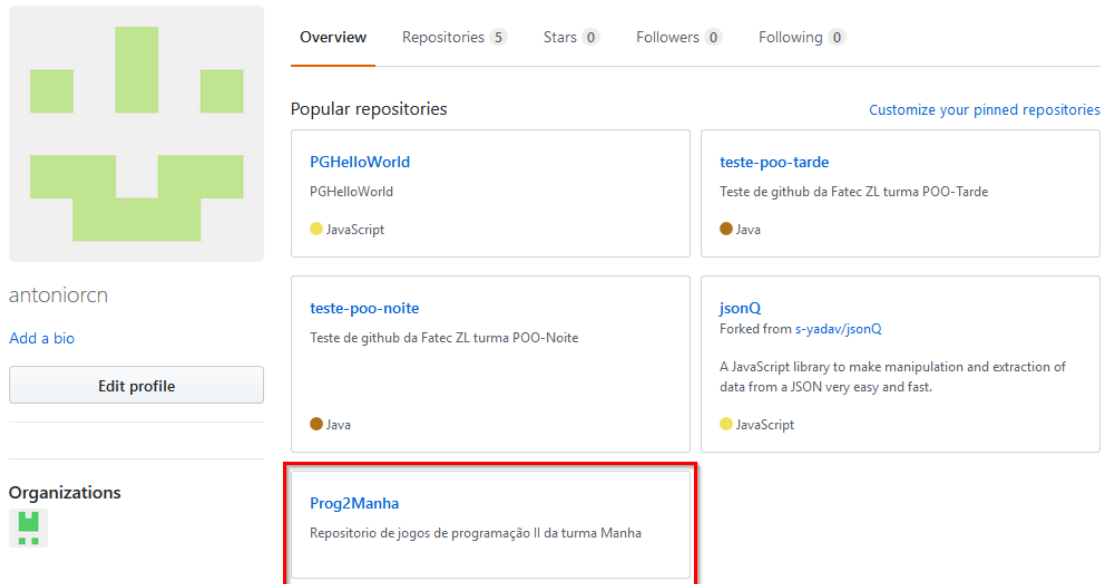 Overview Repositories 5 Stars 0 Followers 0 Following 0
Popular repositories
Customize your pinned repositories
PGHelloWorld
PGHelloWorld
JavaScript
teste-poo-tarde
Teste de github da Fatec ZL turma POO-Tarde
Java
antoniorcn
Add a bio
Edit profile
Organizations
teste-poo-noite
Teste de github da Fatec ZL turma POO-Noite
Java
jsonQ
Forked from s-yadav/jsonQ
A JavaScript library to make manipulation and extraction of
data from a JSON very easy and fast.
JavaScript
Prog2Manha
Repositorio de jogos de programação II da turma Manha